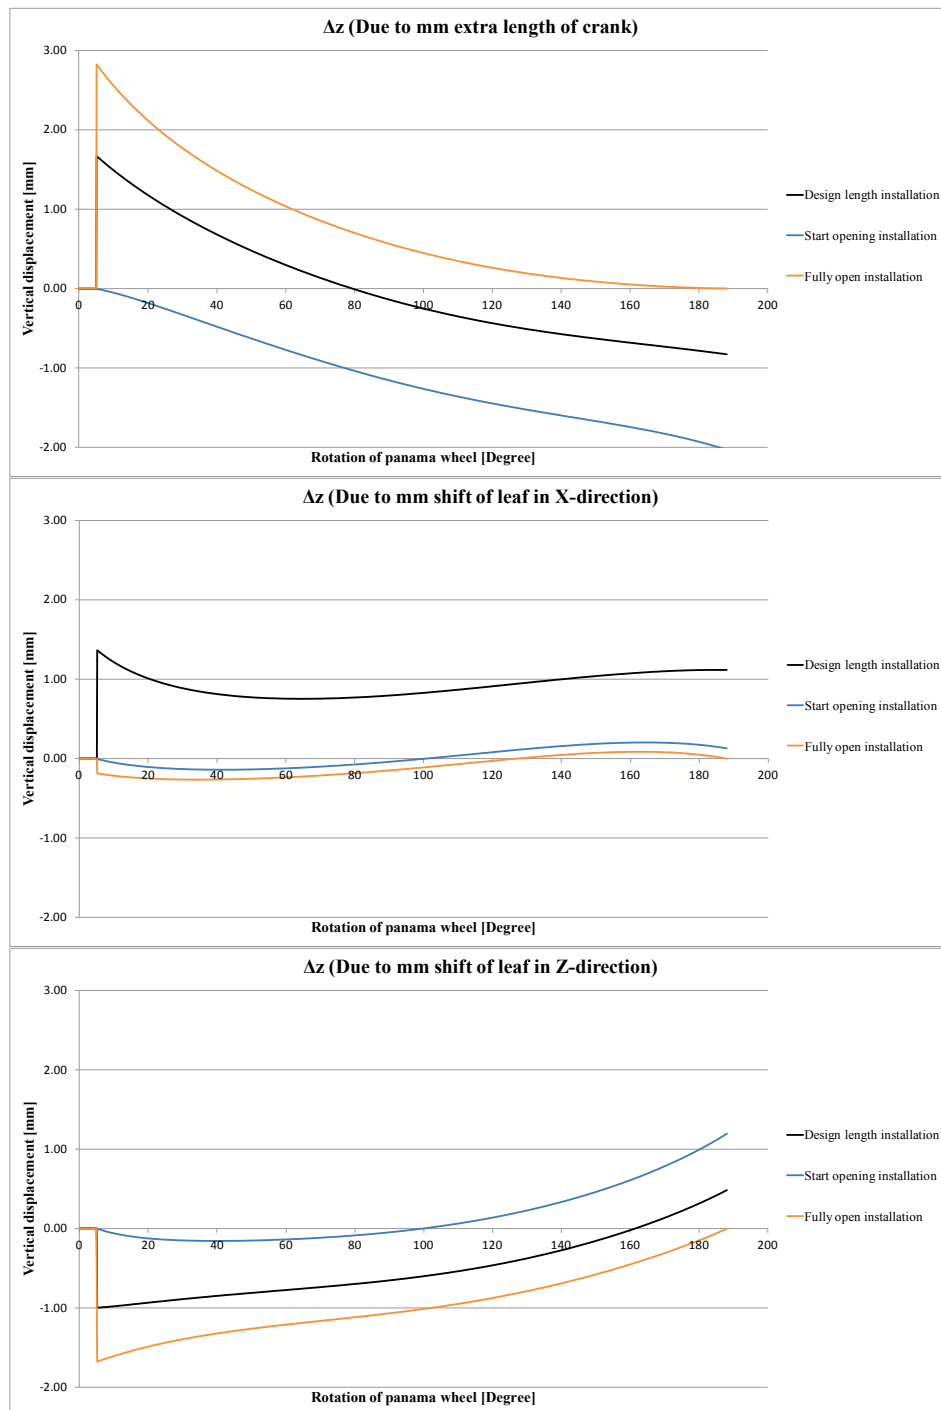 Δz (Due to mm extra length of crank)
3.00
2.00
1.00
0.00
-1.00
-2.00
0 20 40 60 80 100 120 140 160 180 200
Vertical displacement [mm]
Rotation of panama wheel [Degree]
Design length installation
Start opening installation
Fully open installation
Δz (Due to mm shift of leaf in X-direction)
3.00
2.00
1.00
0.00
-1.00
-2.00
0 20 40 60 80 100 120 140 160 180 200
Vertical displacement [mm]
Rotation of panama wheel [Degree]
Design length installation
Start opening installation
Fully open installation
Δz (Due to mm shift of leaf in Z-direction)
3.00
2.00
1.00
0.00
-1.00
-2.00
0 20 40 60 80 100 120 140 160 180 200
Vertical displacement [mm]
Rotation of panama wheel [Degree]
Design length installation
Start opening installation
Fully open installation